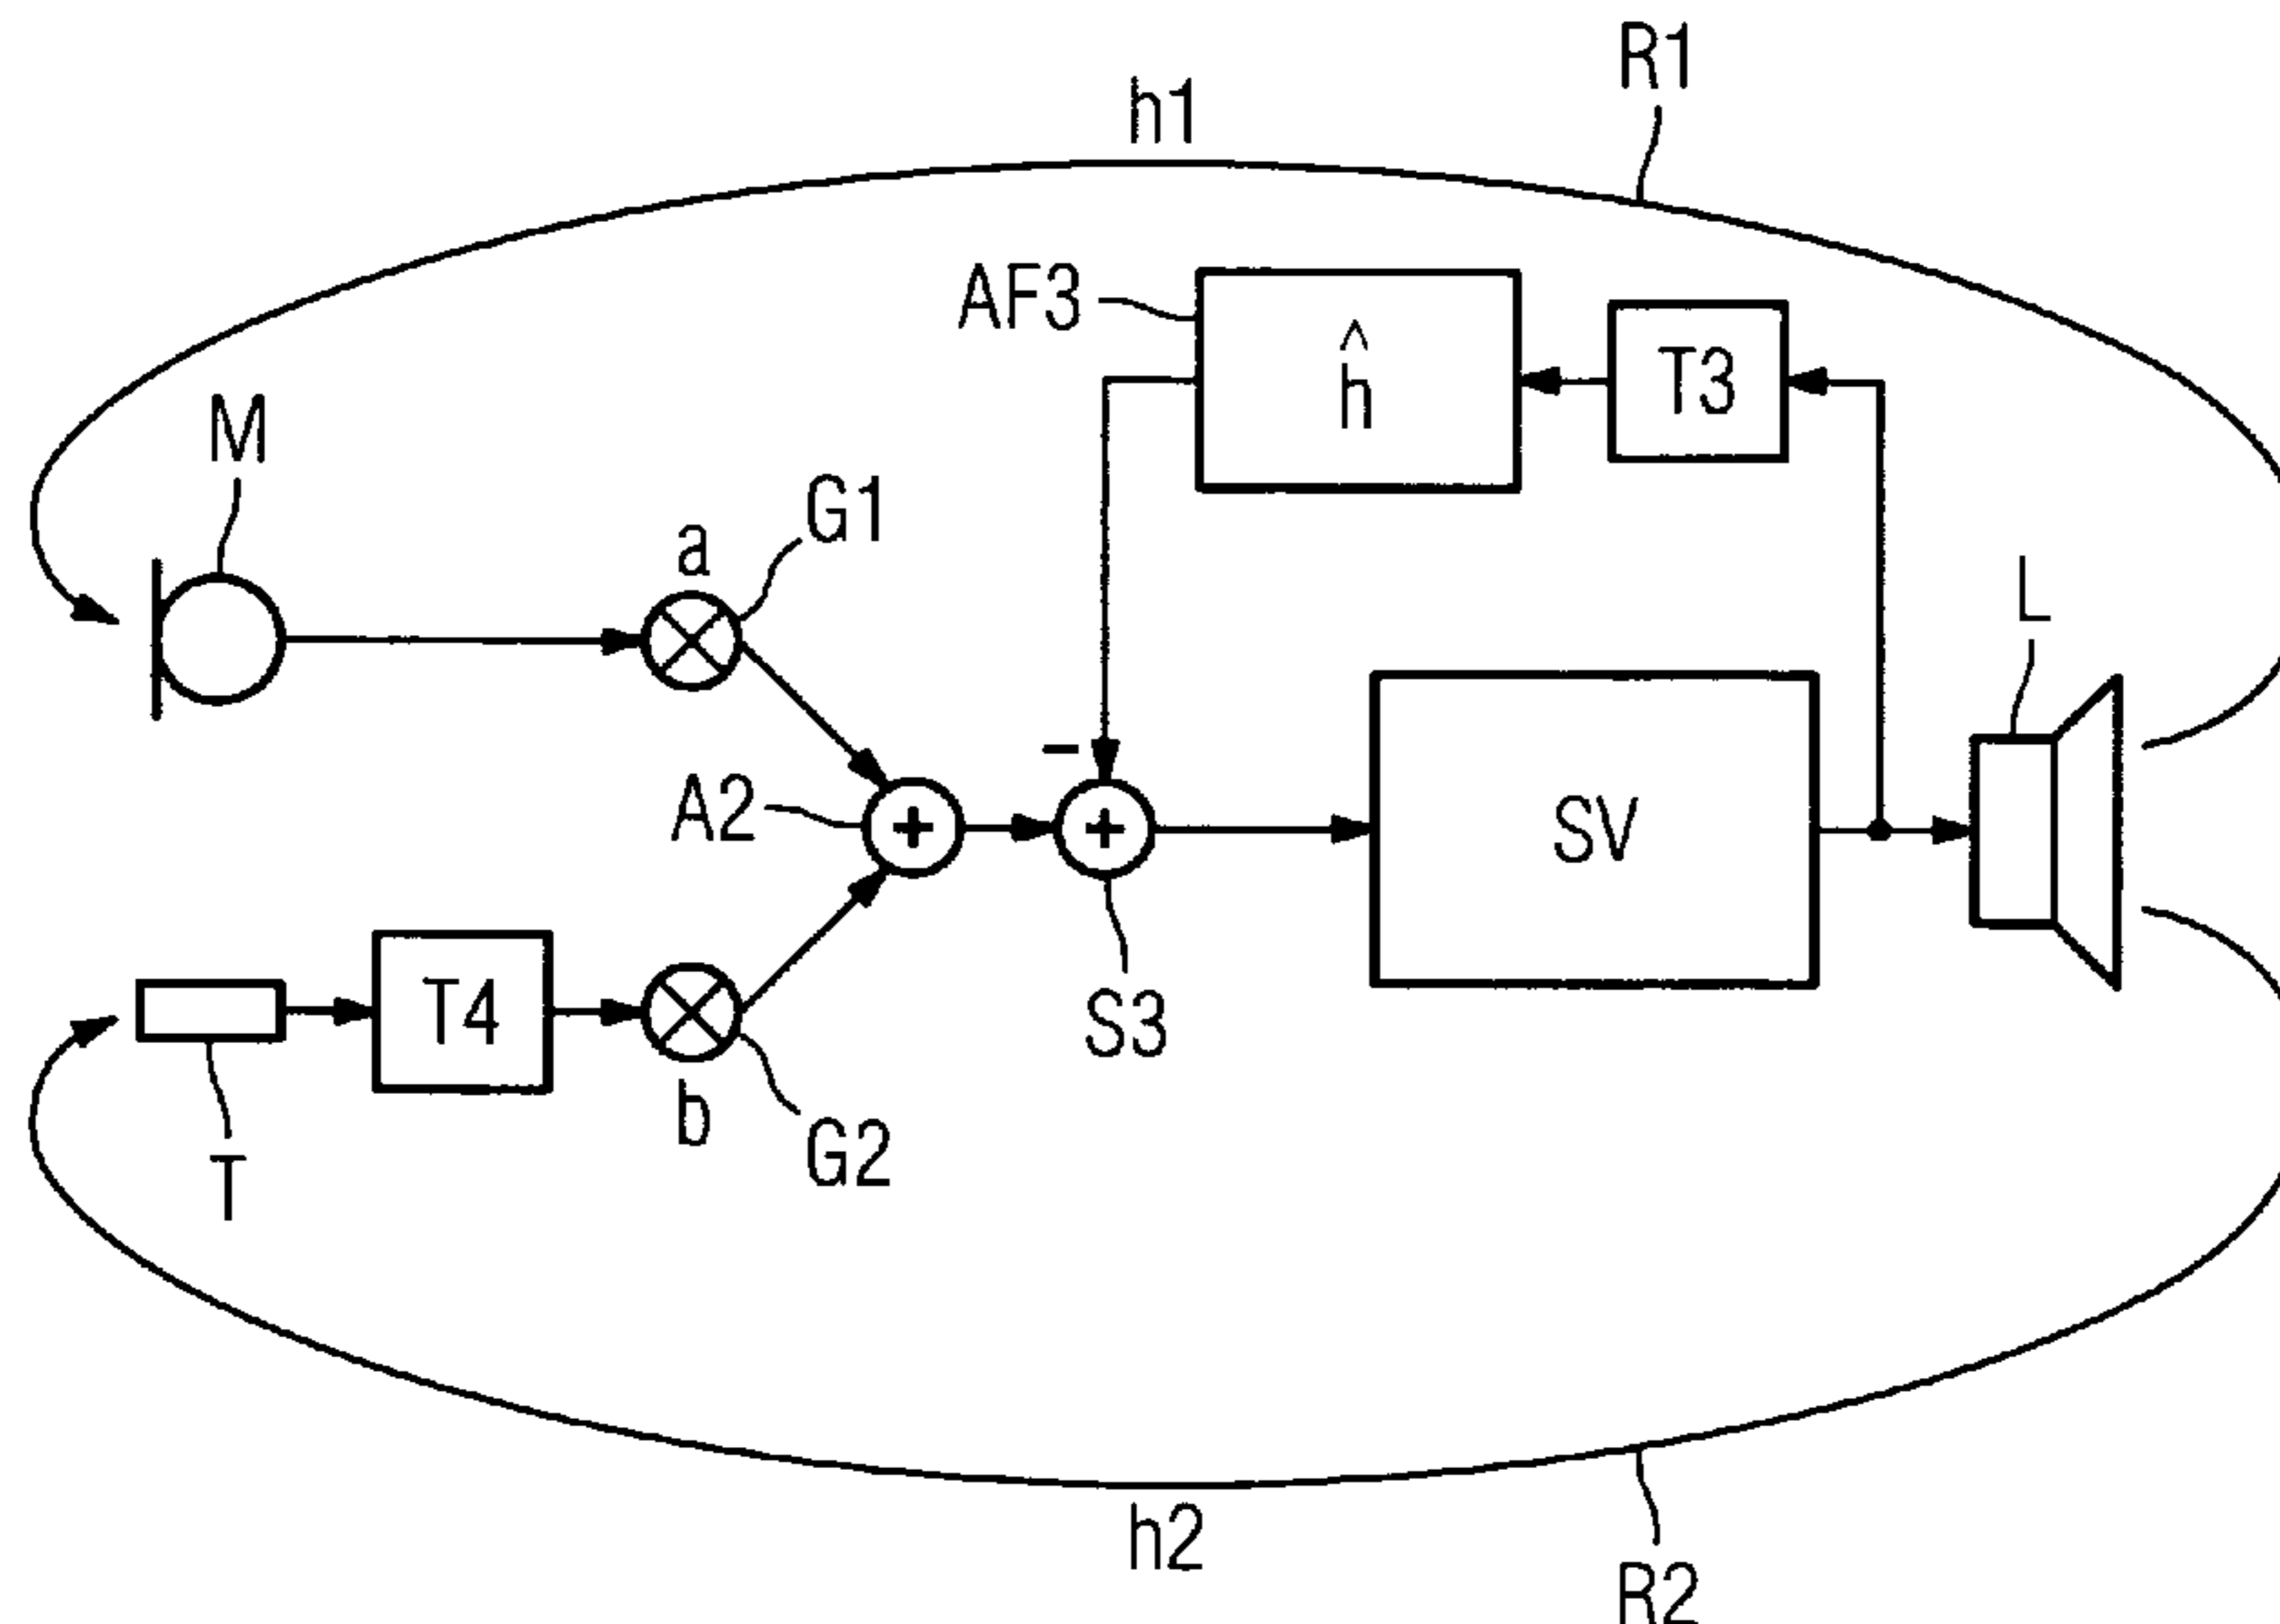 R1
h1
AF3
ĥ
T3
M
G1
a
L
A2
−
+
+
SV
T4
S3
b
G2
T
h2
R2